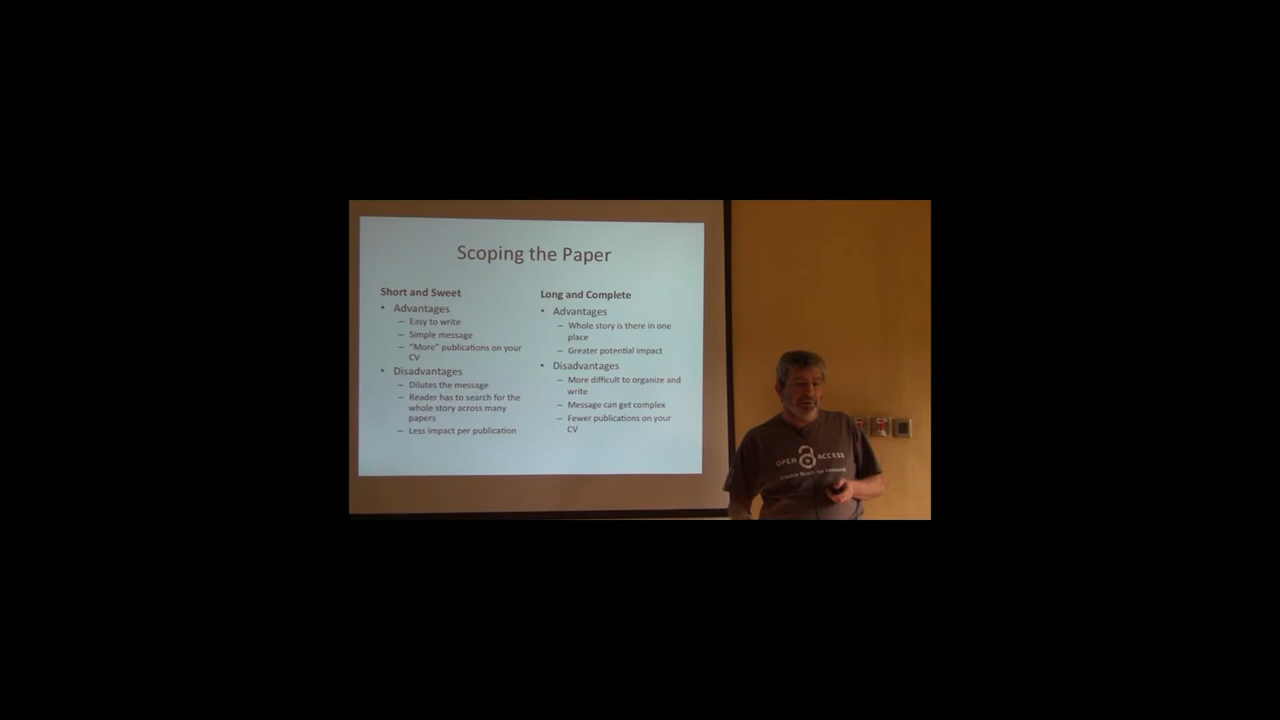 Scoping the Paper
Short and Sweet
• Advantages
– Easy to write
– Simple message
– "More" publications on your
CV
• Disadvantages
– Dilutes the message
– Reader has to search for the
whole story across many
papers
– Less impact per publication
Long and Complete
• Advantages
– Whole story is there in one
place
– Greater potential impact
• Disadvantages
– More difficult to organize and
write
– Message can get complex
– Fewer publications on your
CV
OPEN ACCESS